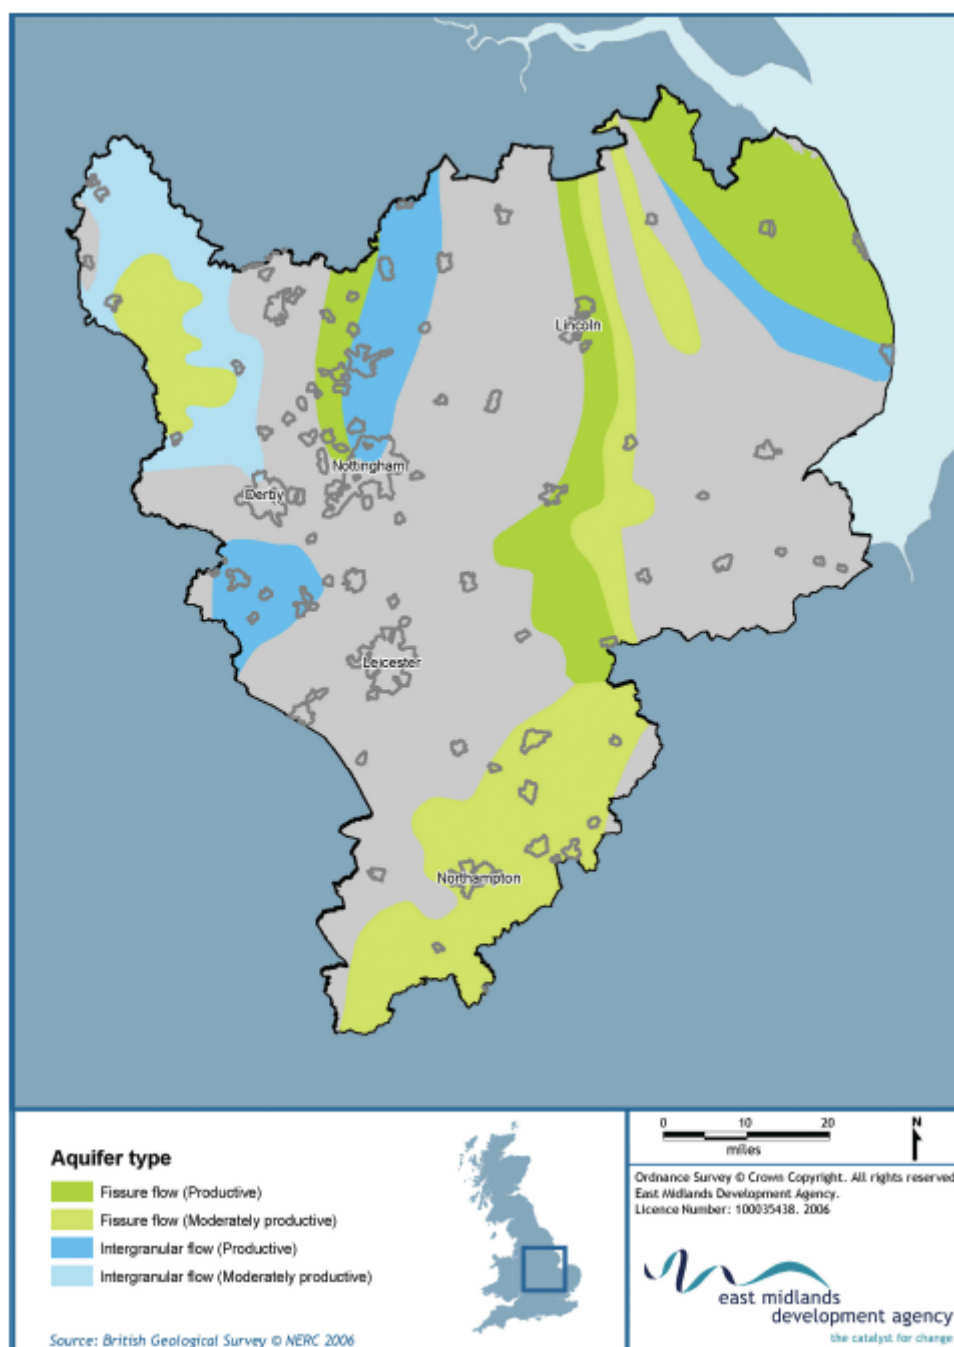 Lincoln
Nottingham
Derby
Leicester
Northampton
Aquifer type
Fissure flow (Productive)
Fissure flow (Moderately productive)
Intergranular flow (Productive)
Intergranular flow (Moderately productive)
Source: British Geological Survey © NERC 2006
0 10 20
miles
N
Ordnance Survey © Crown Copyright. All rights reserved
East Midlands Development Agency.
Licence Number: 100035438. 2006
east midlands
development agency
the catalyst for change